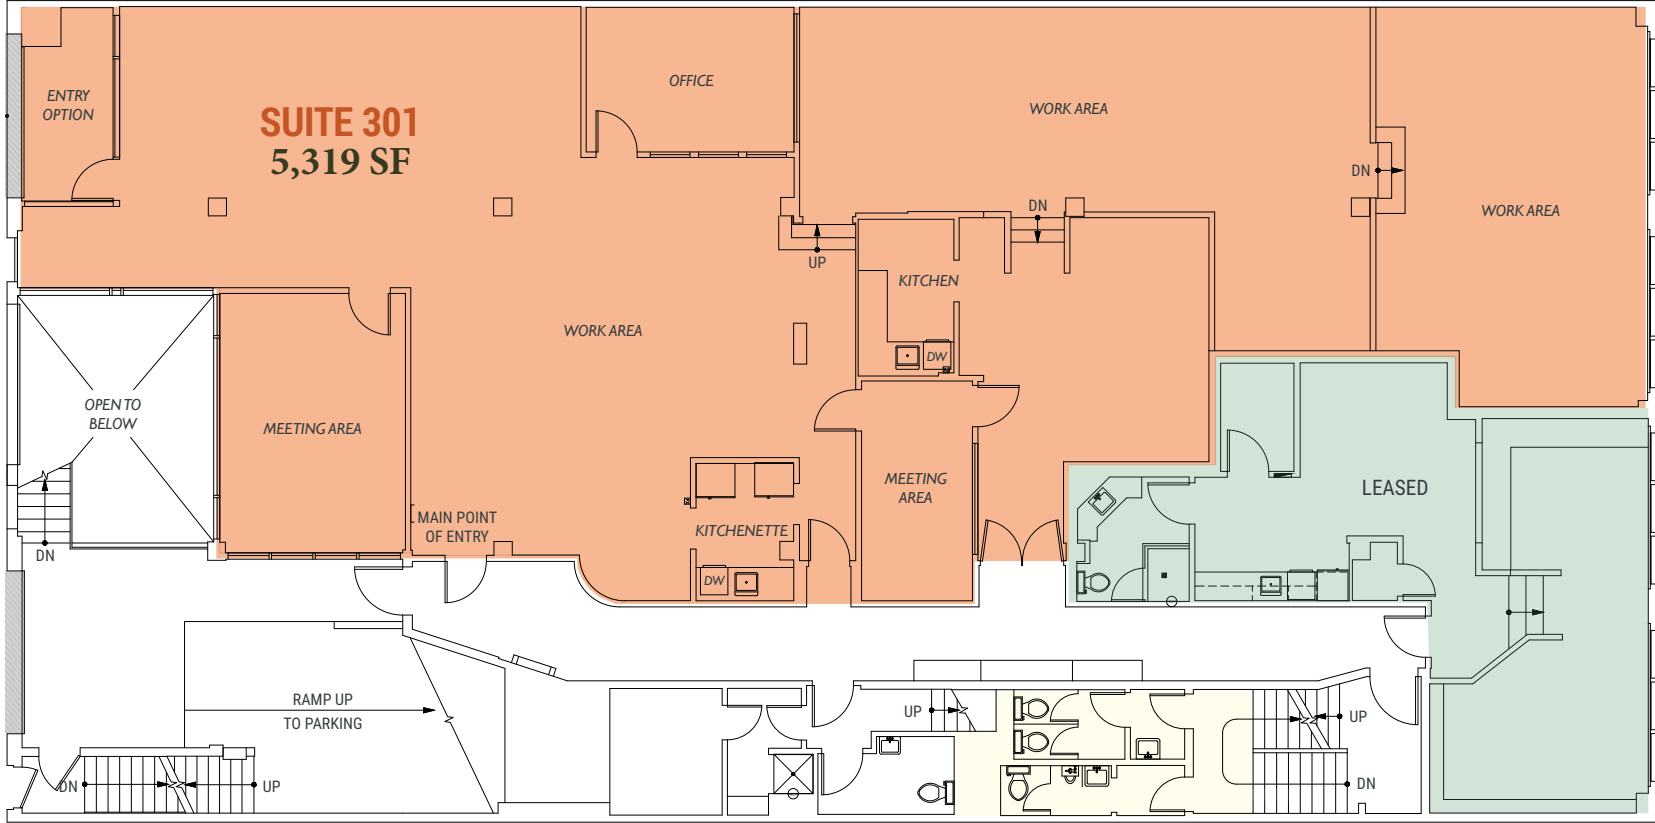 ENTRY
OPTION
SUITE 301
5,319 SF
OFFICE
WORK AREA
DN
WORK AREA
DN
UP
KITCHEN
DW
WORK AREA
OPEN TO
BELOW
MEETING AREA
MEETING
AREA
LEASED
MAIN POINT
OF ENTRY
KITCHENETTE
DW
DN
RAMP UP
TO PARKING
UP
UP
DN
UP
DN